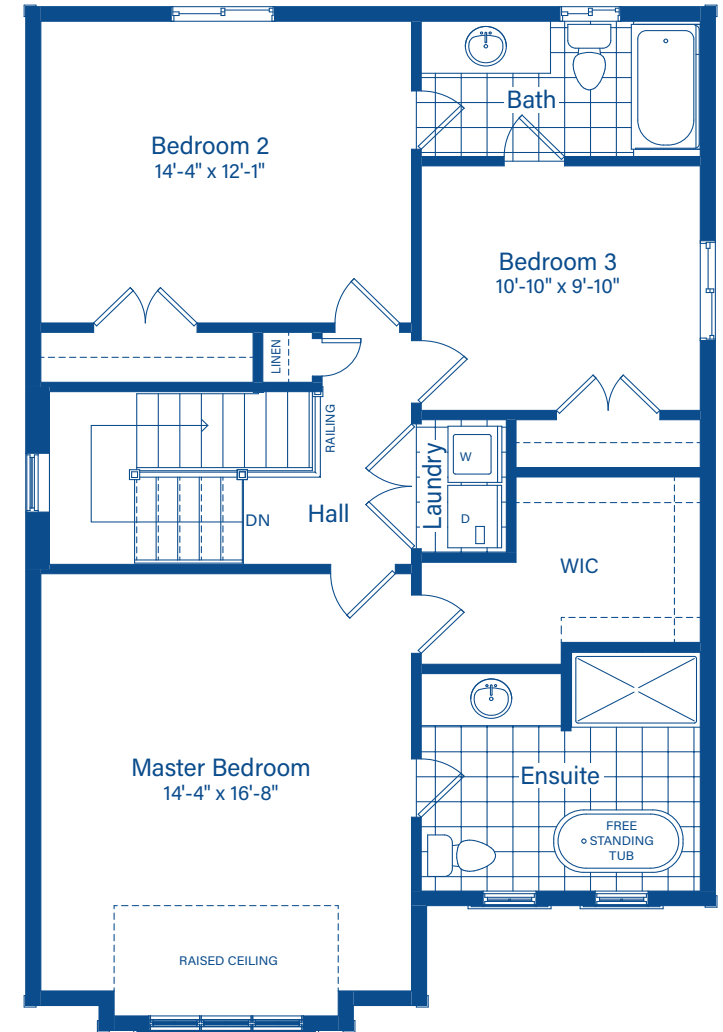 Bath
Bedroom 2
14'-4" x 12'-1"
Bedroom 3
10'-10" x 9'-10"
LINEN
RAILING
Laundry
W
D
DN
Hall
WIC
Master Bedroom
14'-4" x 16'-8"
Ensuite
FREE
STANDING
TUB
RAISED CEILING